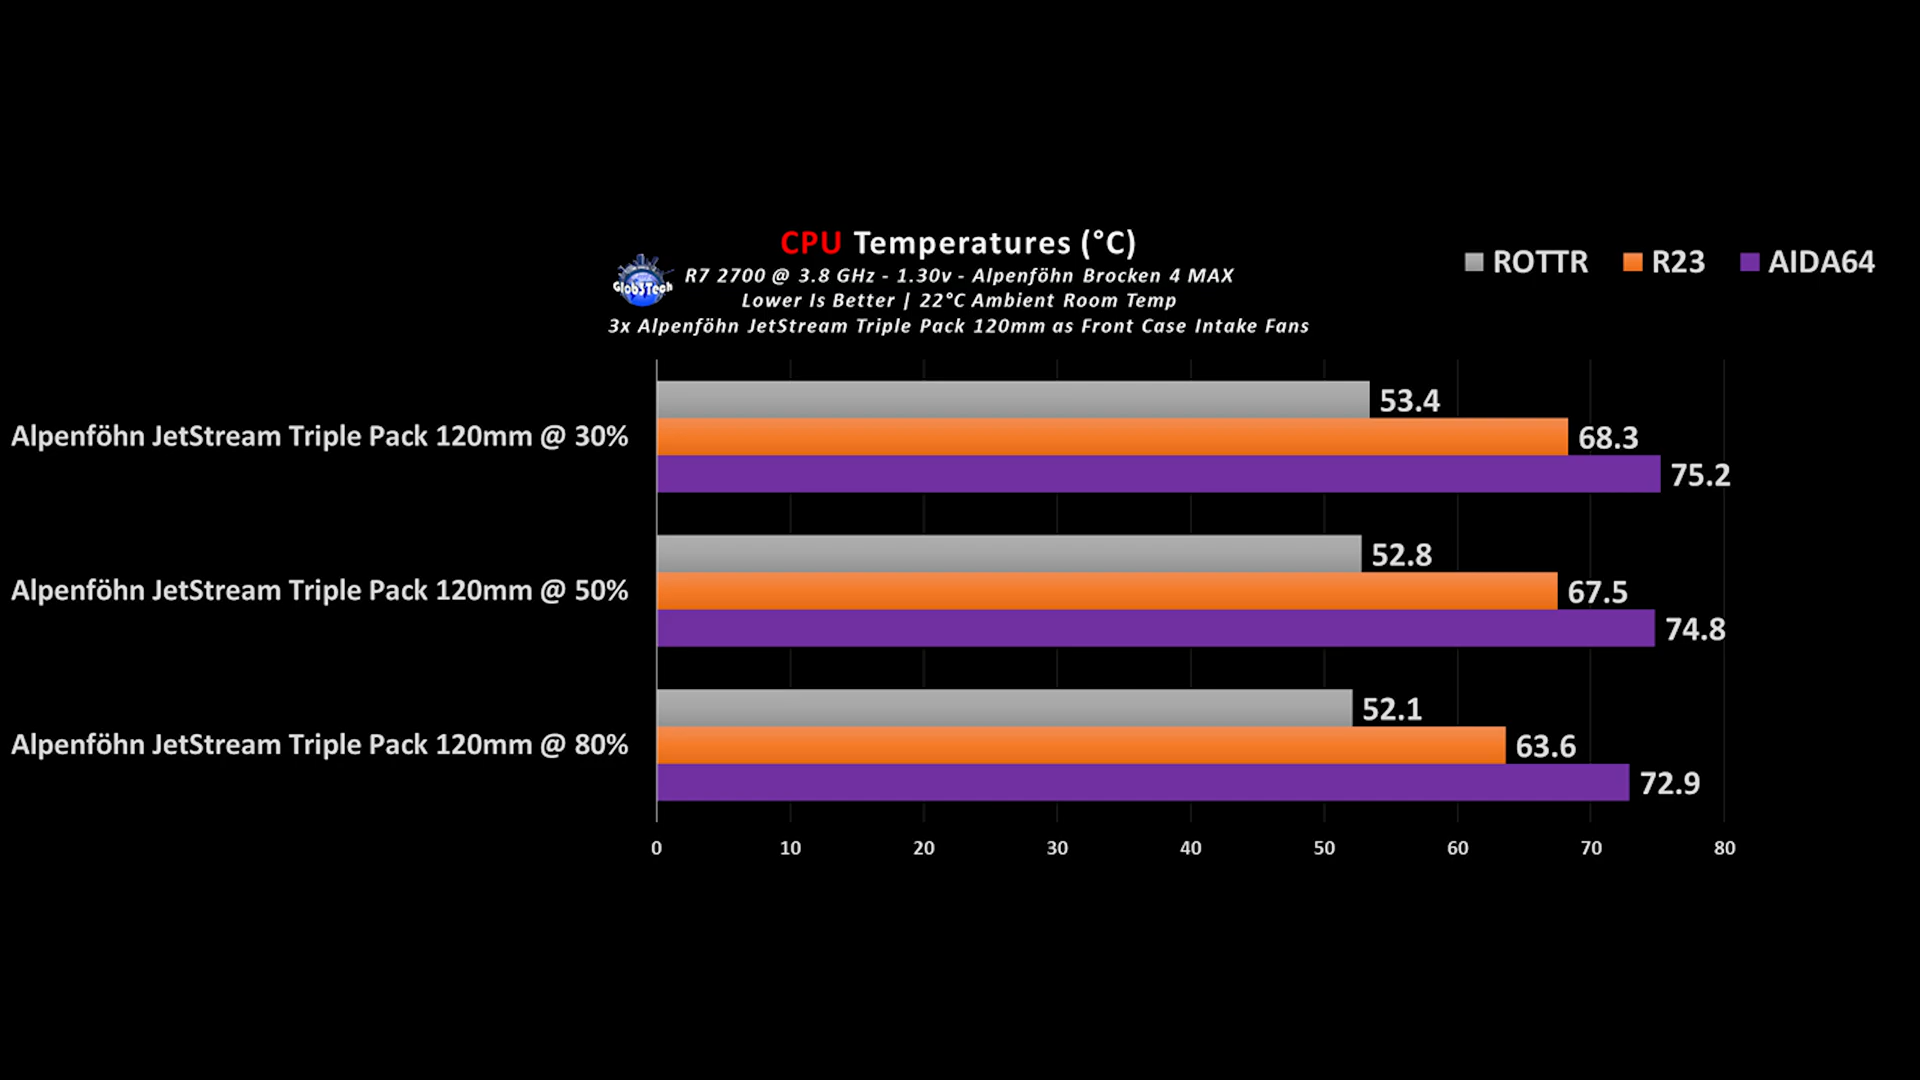 CPU Temperatures (°C)
R7 2700 @ 3.8 GHz - 1.30v - Alpenföhn Brocken 4 MAX
Lower Is Better | 22°C Ambient Room Temp
3x Alpenföhn JetStream Triple Pack 120mm as Front Case Intake Fans
Glob3Tech
ROTTR R23 AIDA64
Alpenföhn JetStream Triple Pack 120mm @ 30%
53.4
68.3
75.2
Alpenföhn JetStream Triple Pack 120mm @ 50%
52.8
67.5
74.8
Alpenföhn JetStream Triple Pack 120mm @ 80%
52.1
63.6
72.9
0 10 20 30 40 50 60 70 80